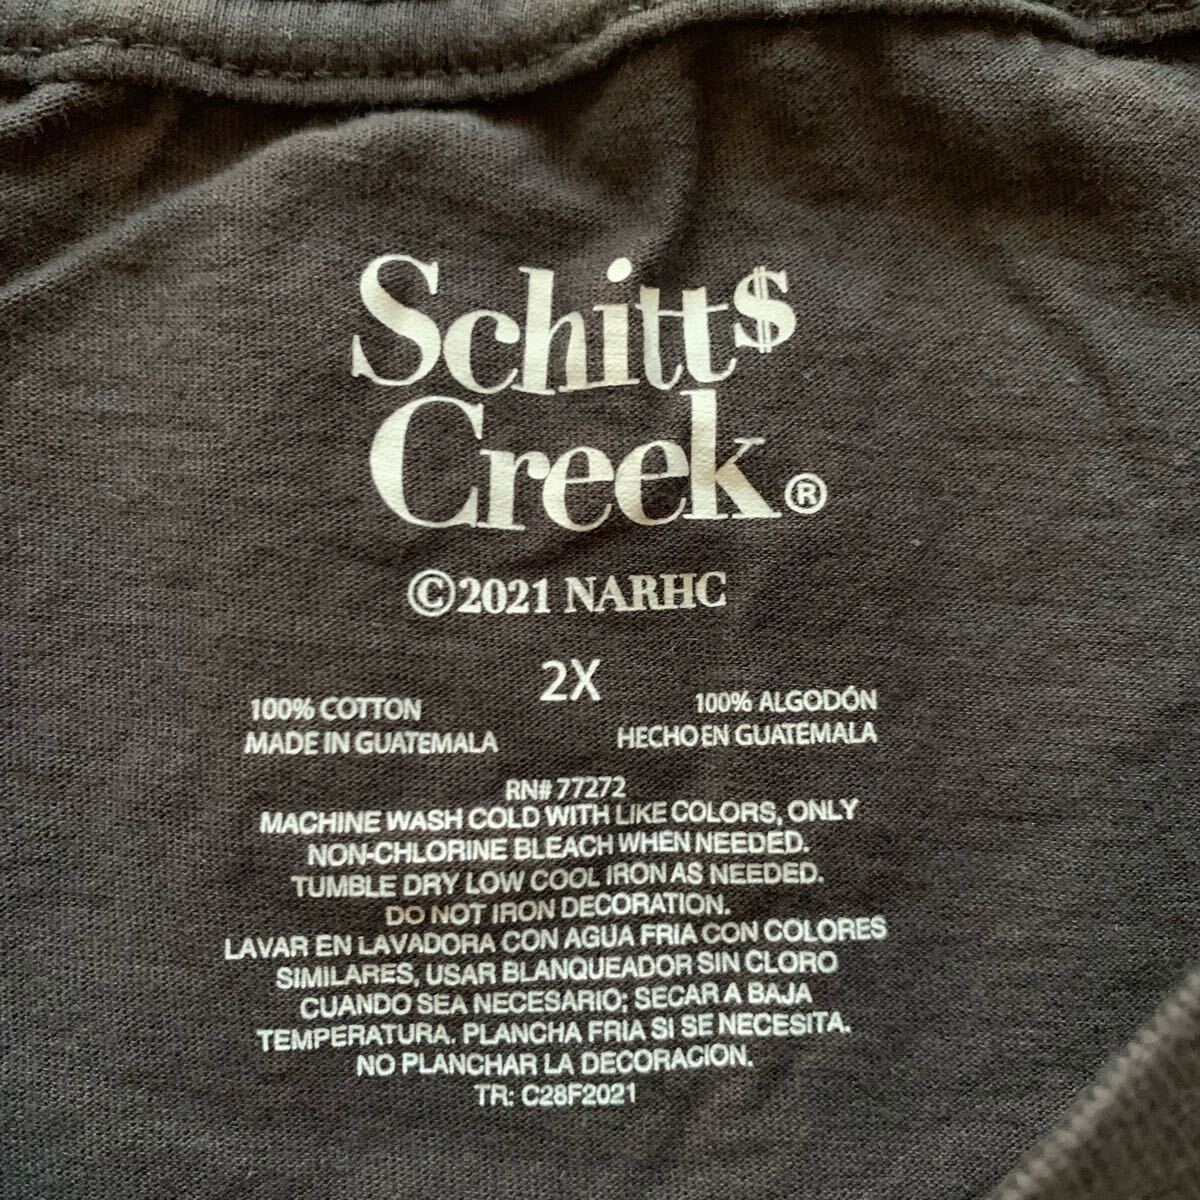 Schitt$
Creek®
©2021 NARHC
2X
100% COTTON
MADE IN GUATEMALA
100% ALGODÓN
HECHO EN GUATEMALA
RN# 77272
MACHINE WASH COLD WITH LIKE COLORS, ONLY
NON-CHLORINE BLEACH WHEN NEEDED.
TUMBLE DRY LOW COOL IRON AS NEEDED.
DO NOT IRON DECORATION.
LAVAR EN LAVADORA CON AGUA FRIA CON COLORES
SIMILARES, USAR BLANQUEADOR SIN CLORO
CUANDO SEA NECESARIO; SECAR A BAJA
TEMPERATURA. PLANCHA FRIA SI SE NECESITA.
NO PLANCHAR LA DECORACION.
TR: C28F2021